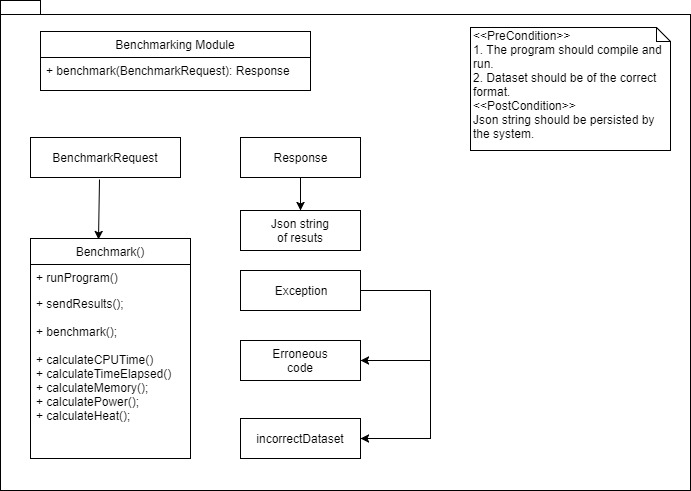 Benchmarking Module
+ benchmark(BenchmarkRequest): Response
<<PreCondition>>
1. The program should compile and
run.
2. Dataset should be of the correct
format.
<<PostCondition>>
Json string should be persisted by
the system.
BenchmarkRequest
Benchmark()
+ runProgram()
+ sendResults();
+ benchmark();
+ calculateCPUTime()
+ calculateTimeElapsed()
+ calculateMemory();
+ calculatePower();
+ calculateHeat();
Response
Json string
of resuts
Exception
Erroneous
code
incorrectDataset